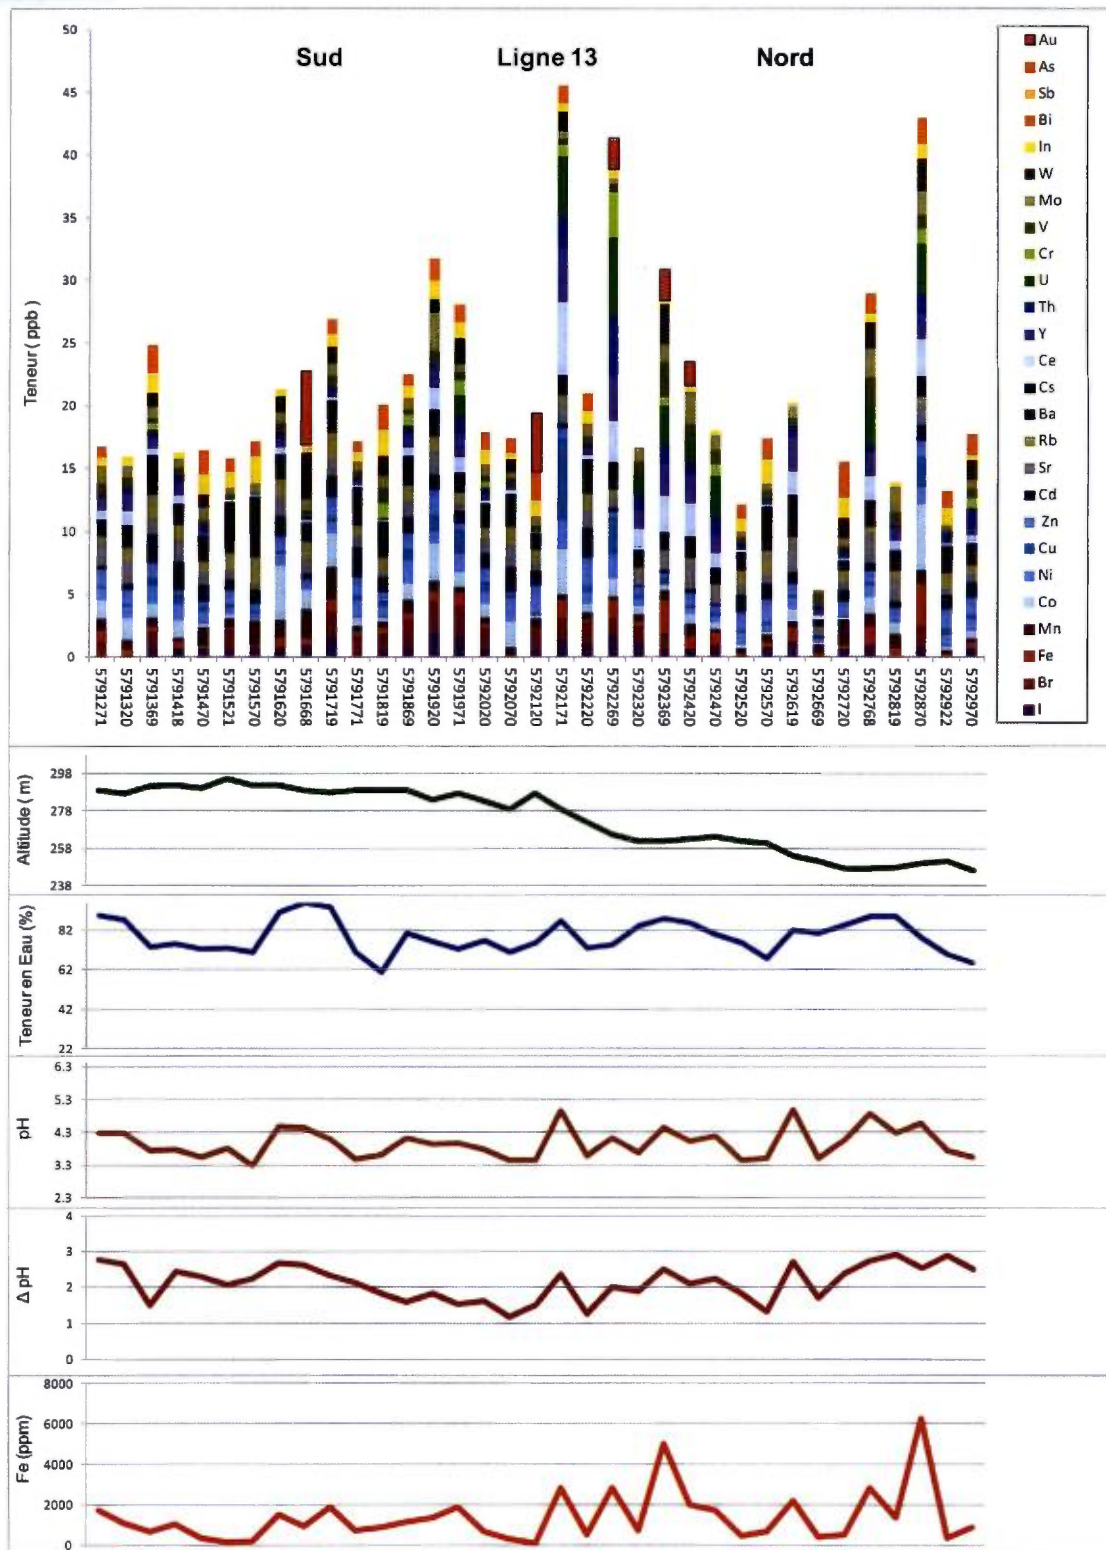 50
45
40
35
30
25
20
15
10
5
0
Teneur ( ppb )
Sud Ligne 13 Nord
Au
As
Sb
Bi
In
W
Mo
V
Cr
U
Th
Y
Ce
Cs
Ba
Rb
Sr
Cd
Zn
Cu
Ni
Co
Mn
Fe
Br
I
5791271
5791320
5791369
5791418
5791470
5791521
5791570
5791620
5791668
5791719
5791771
5791819
5791869
5791920
5791971
5792020
5792070
5792120
5792171
5792220
5792269
5792320
5792369
5792420
5792470
5792520
5792570
5792619
5792669
5792720
5792768
5792819
5792870
5792922
5792970
Altitude ( m)
298
278
258
238
Teneur en Eau (%)
82
62
42
22
pH
6.3
5.3
4.3
3.3
2.3
Δ pH
4
3
2
1
0
Fe (ppm)
8000
6000
4000
2000
0